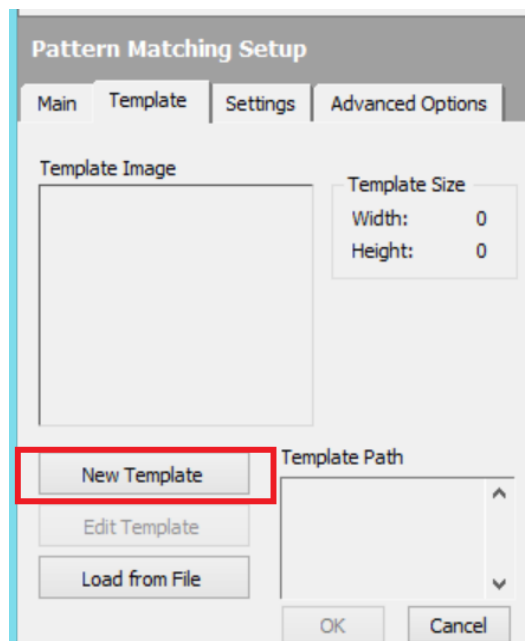 Pattern Matching Setup
Main Template Settings Advanced Options
Template Image
Template Size
Width: 0
Height: 0
New Template
Template Path
Edit Template
Load from File
OK Cancel